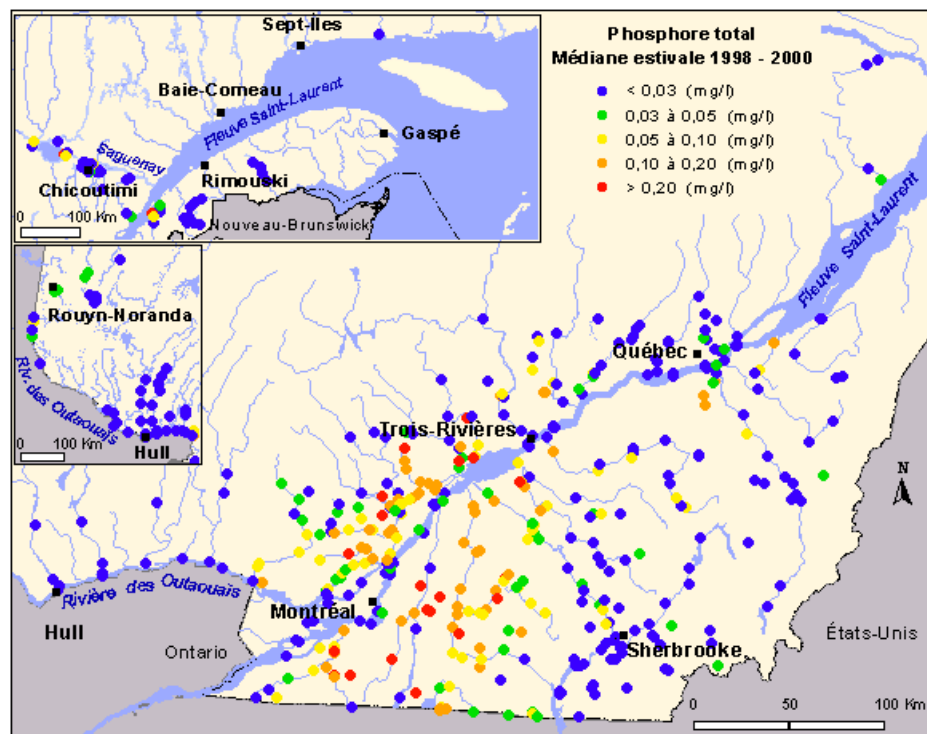 Sept-Iles
Baie-Comeau
Fleuve Saint-Laurent
Gaspé
Saguenay
Chicoutimi
Rimouski
0 100 Km
Nouveau-Brunswick
Phosphore total
Médiane estivale 1998 - 2000
< 0,03 (mg/l)
0,03 à 0,05 (mg/l)
0,05 à 0,10 (mg/l)
0,10 à 0,20 (mg/l)
> 0,20 (mg/l)
Rouyn-Noranda
Riv. des Outaouais
0 100 Km
Hull
Fleuve Saint-Laurent
Québec
Trois-Rivières
N
Rivière des Outaouais
Montréal
Hull
Ontario
Sherbrooke
États-Unis
0 50 100 Km